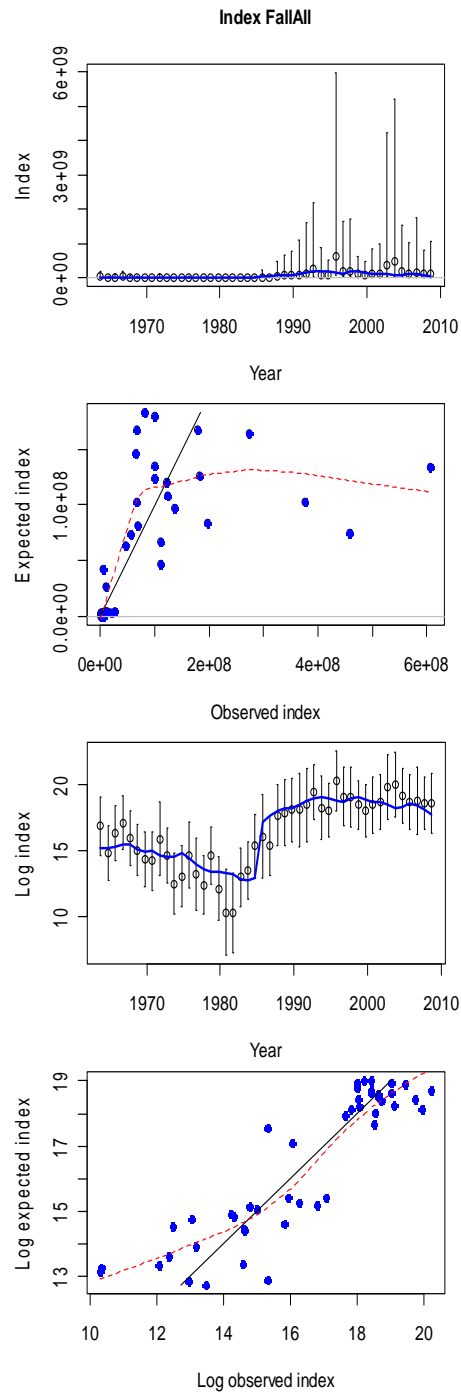 Index FallAll
Index
0e+00 3e+09 6e+09
1970 1980 1990 2000 2010
Year
Expected index
0.0e+00 1.0e+08
0e+00 2e+08 4e+08 6e+08
Observed index
Log index
10 15 20
1970 1980 1990 2000 2010
Year
Log expected index
13 15 17 19
10 12 14 16 18 20
Log observed index